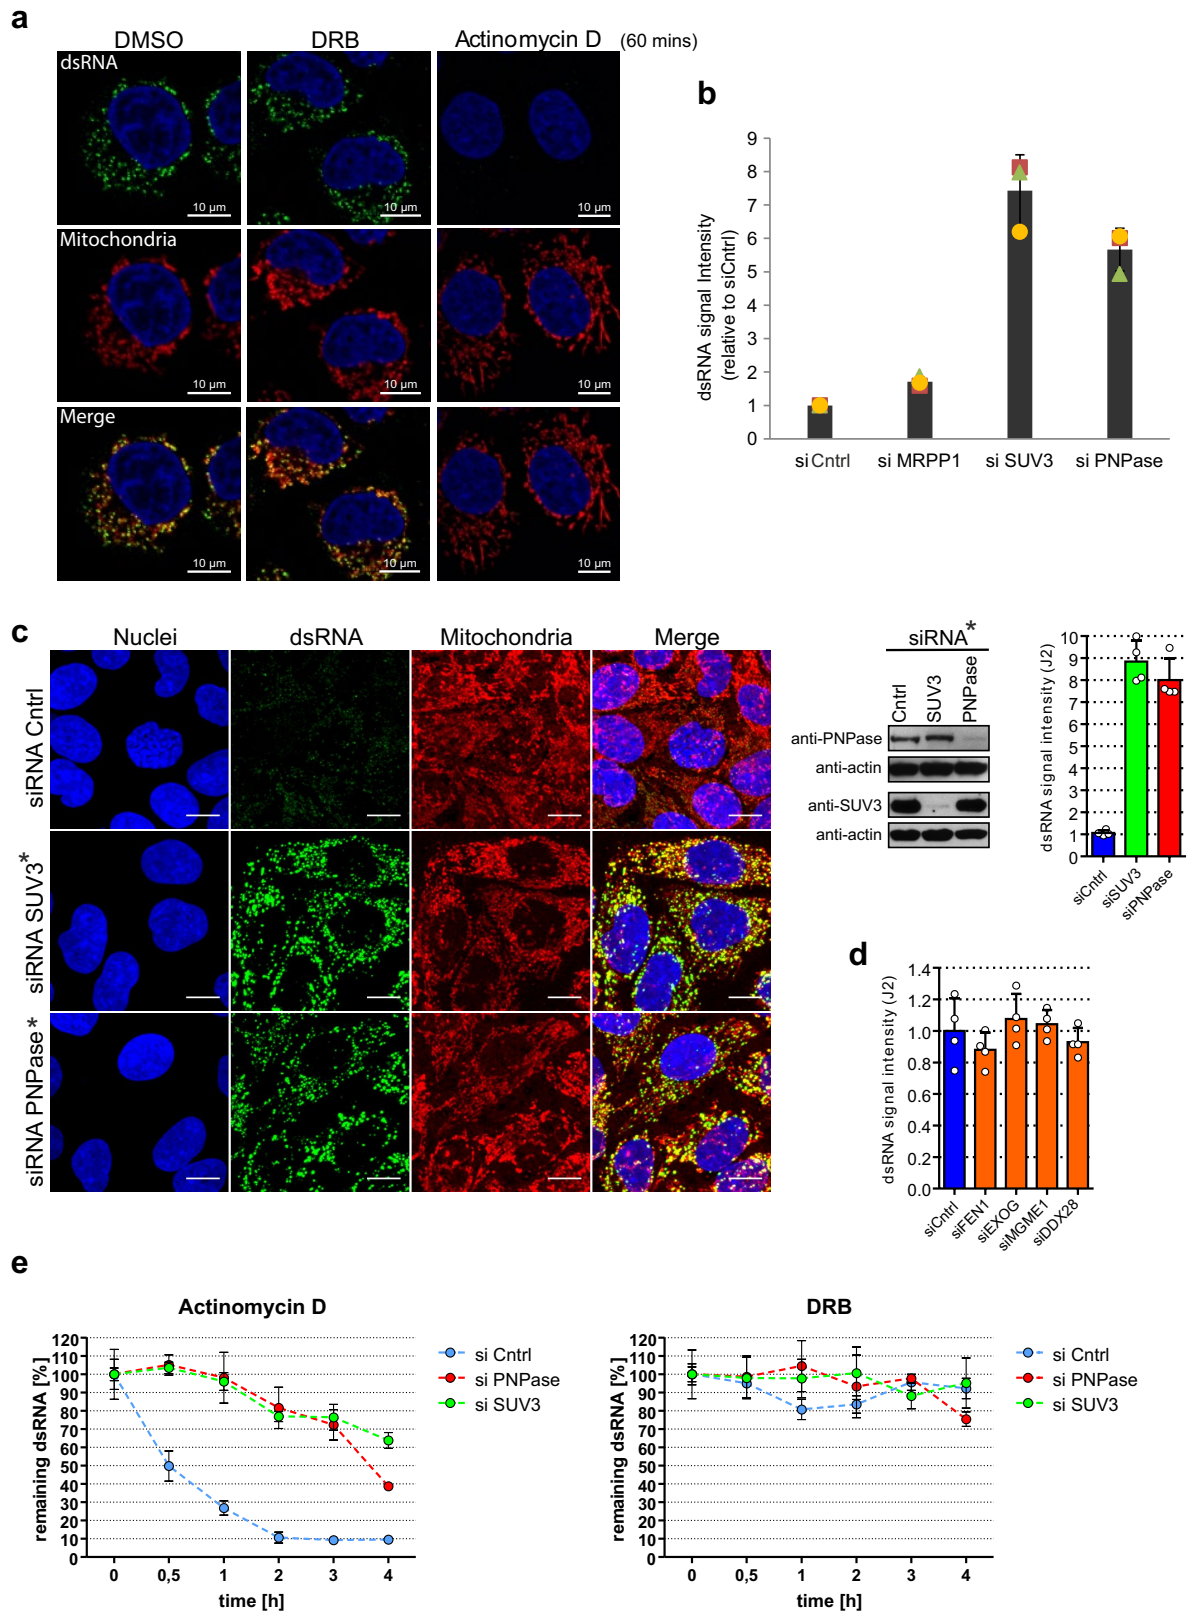 a
DMSO DRB Actinomycin D (60 mins)
dsRNA
10 µm 10 µm 10 µm
Mitochondria
10 µm 10 µm 10 µm
Merge
10 µm 10 µm 10 µm
b
dsRNA signal Intensity
(relative to siCntrl)
9
8
7
6
5
4
3
2
1
0
si Cntrl si MRPP1 si SUV3 si PNPase
c
Nuclei dsRNA Mitochondria Merge
siRNA Cntrl
siRNA SUV3*
siRNA PNPase*
siRNA*
Cntrl SUV3 PNPase
anti-PNPase
anti-actin
anti-SUV3
anti-actin
dsRNA signal intensity (J2)
10
9
8
7
6
5
4
3
2
1
0
siCntrl siSUV3 siPNPase
d
dsRNA signal intensity (J2)
1.4
1.2
1.0
0.8
0.6
0.4
0.2
0.0
siCntrl siFEN1 siEXOG siMGME1 siDDX28
e
Actinomycin D
remaining dsRNA [%]
120
110
100
90
80
70
60
50
40
30
20
10
0
0 0,5 1 2 3 4
time [h]
si Cntrl
si PNPase
si SUV3
DRB
remaining dsRNA [%]
120
110
100
90
80
70
60
50
40
30
20
10
0
0 0,5 1 2 3 4
time [h]
si Cntrl
si PNPase
si SUV3